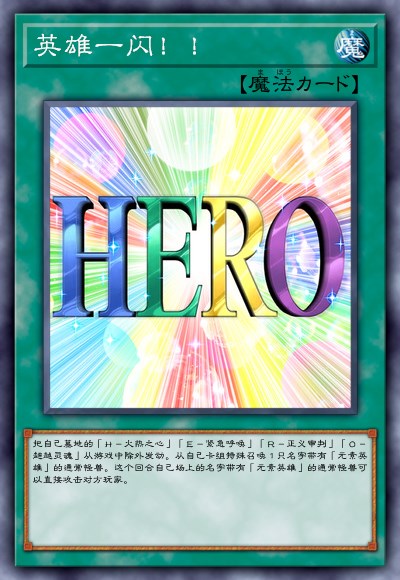 英雄一闪！！
魔
【魔法カード】
まほう
HERO
把自己墓地的「H－火热之心」「E－紧急呼唤」「R－正义审判」「O－
超越灵魂」从游戏中除外发动。从自己卡组特殊召唤1只名字带有「元素英
雄」的通常怪兽。这个回合自己场上的名字带有「元素英雄」的通常怪兽可
以直接攻击对方玩家。